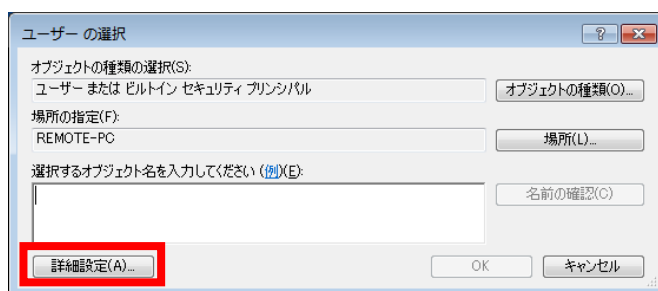 ユーザー の選択
オブジェクトの種類の選択(S):
ユーザー または ビルトイン セキュリティ プリンシパル
オブジェクトの種類(O)...
場所の指定(F):
REMOTE-PC
場所(L)...
選択するオブジェクト名を入力してください (例)(E):
名前の確認(C)
詳細設定(A)...
OK
キャンセル